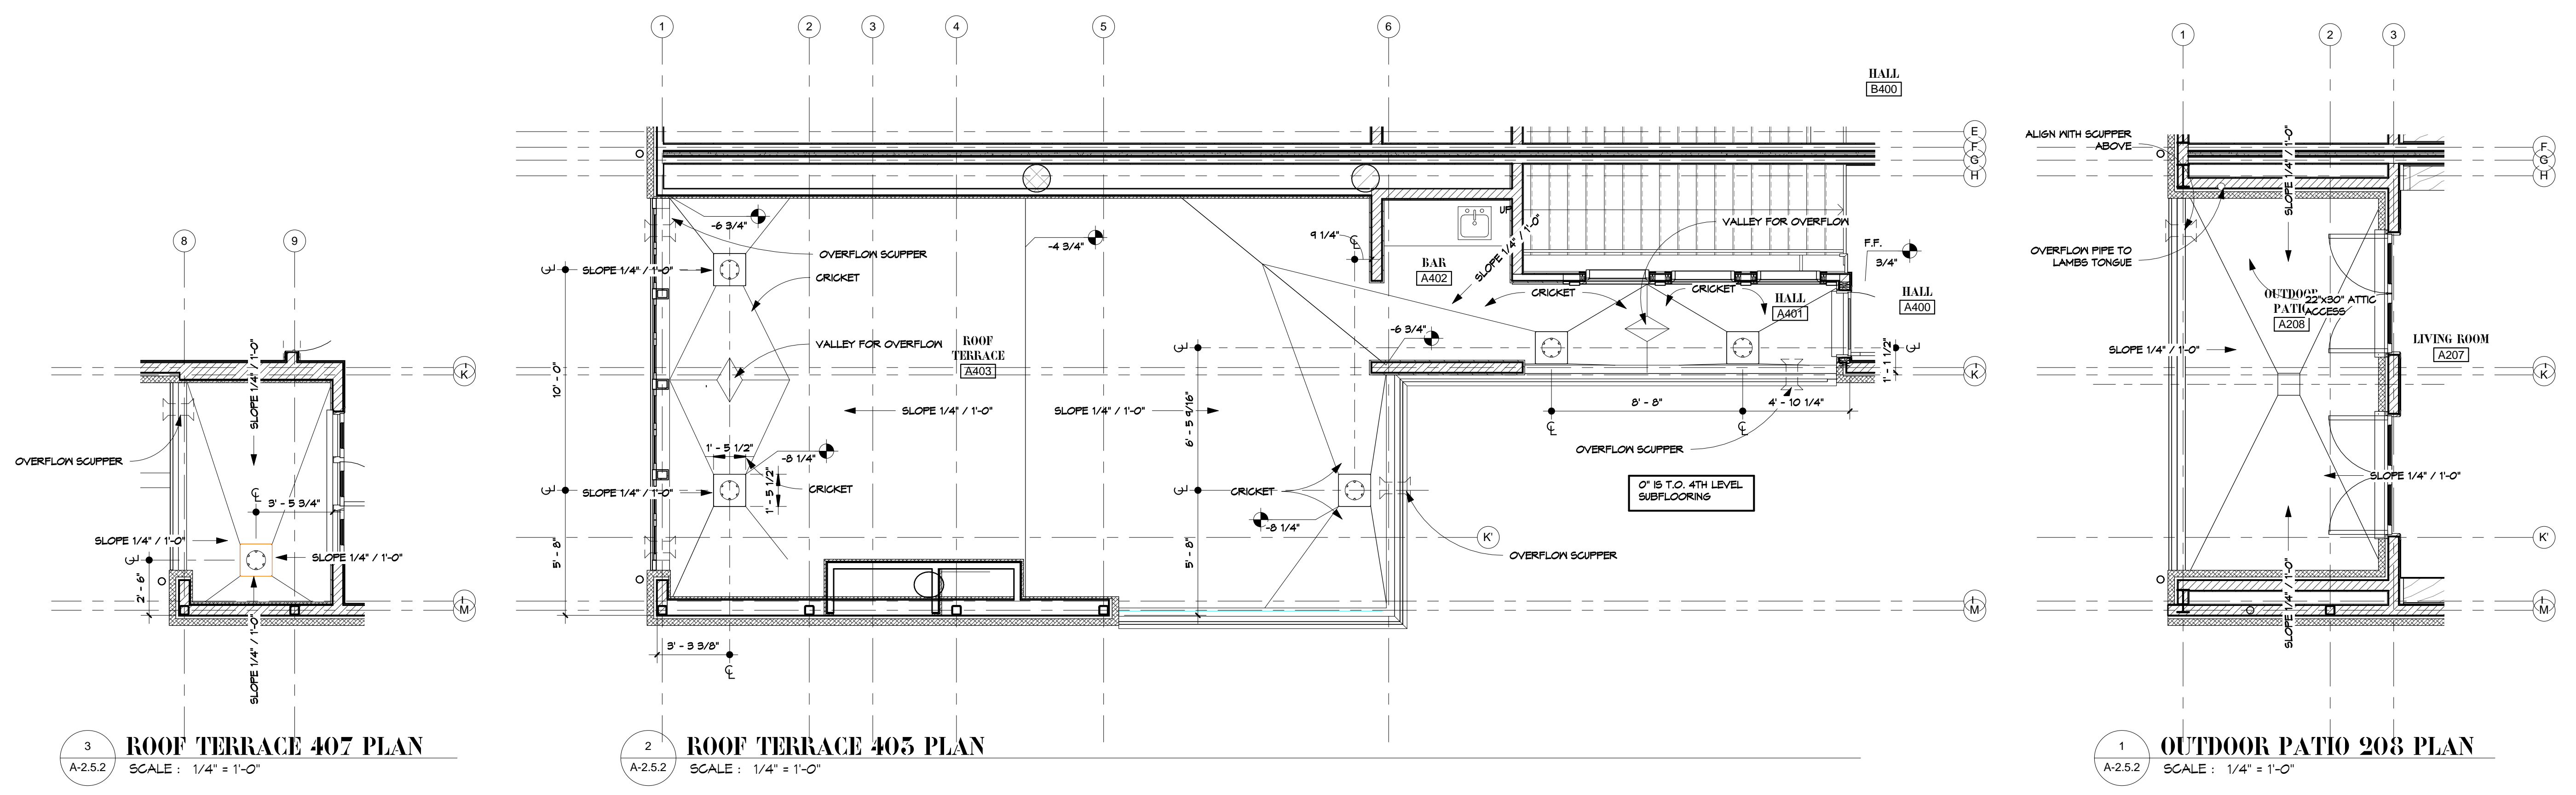 8
9
SLOPE 1/4" / 1'-0"
K
OVERFLOW SCUPPER
3' - 5 3/4"
SLOPE 1/4" / 1'-0"
SLOPE 1/4" / 1'-0"
2' - 6"
SLOPE 1/4" / 1'-0"
M
3
A-2.5.2
ROOF TERRACE 407 PLAN
SCALE : 1/4" = 1'-0"
1
2
3
4
5
6
HALL
B400
E
F
G
H
-6 3/4"
OVERFLOW SCUPPER
SLOPE 1/4" / 1'-0"
CRICKET
-4 3/4"
9 1/4"
UP
SLOPE 1/4" / 1'-0"
BAR
A402
VALLEY FOR OVERFLOW
F.F.
3/4"
CRICKET
CRICKET
HALL
A401
HALL
A400
VALLEY FOR OVERFLOW
ROOF
TERRACE
A403
-6 3/4"
1' - 1 1/2"
K
10' - 0"
SLOPE 1/4" / 1'-0"
SLOPE 1/4" / 1'-0"
6' - 5 9/16"
8' - 8"
4' - 10 1/4"
1' - 5 1/2"
-8 1/4"
1' - 5 1/2"
OVERFLOW SCUPPER
SLOPE 1/4" / 1'-0"
CRICKET
CRICKET
0" IS T.O. 4TH LEVEL
SUBFLOORING
-8 1/4"
K'
OVERFLOW SCUPPER
5' - 8"
5' - 8"
M
3' - 3 3/8"
2
A-2.5.2
ROOF TERRACE 403 PLAN
SCALE : 1/4" = 1'-0"
1
2
3
ALIGN WITH SCUPPER
ABOVE
SLOPE 1/4" / 1'-0"
F
G
H
OVERFLOW PIPE TO
LAMBS TONGUE
OUTDOOR
PATIO
A208
22"x30" ATTIC
ACCESS
SLOPE 1/4" / 1'-0"
LIVING ROOM
A207
K
SLOPE 1/4" / 1'-0"
K'
SLOPE 1/4" / 1'-0"
M
1
A-2.5.2
OUTDOOR PATIO 208 PLAN
SCALE : 1/4" = 1'-0"